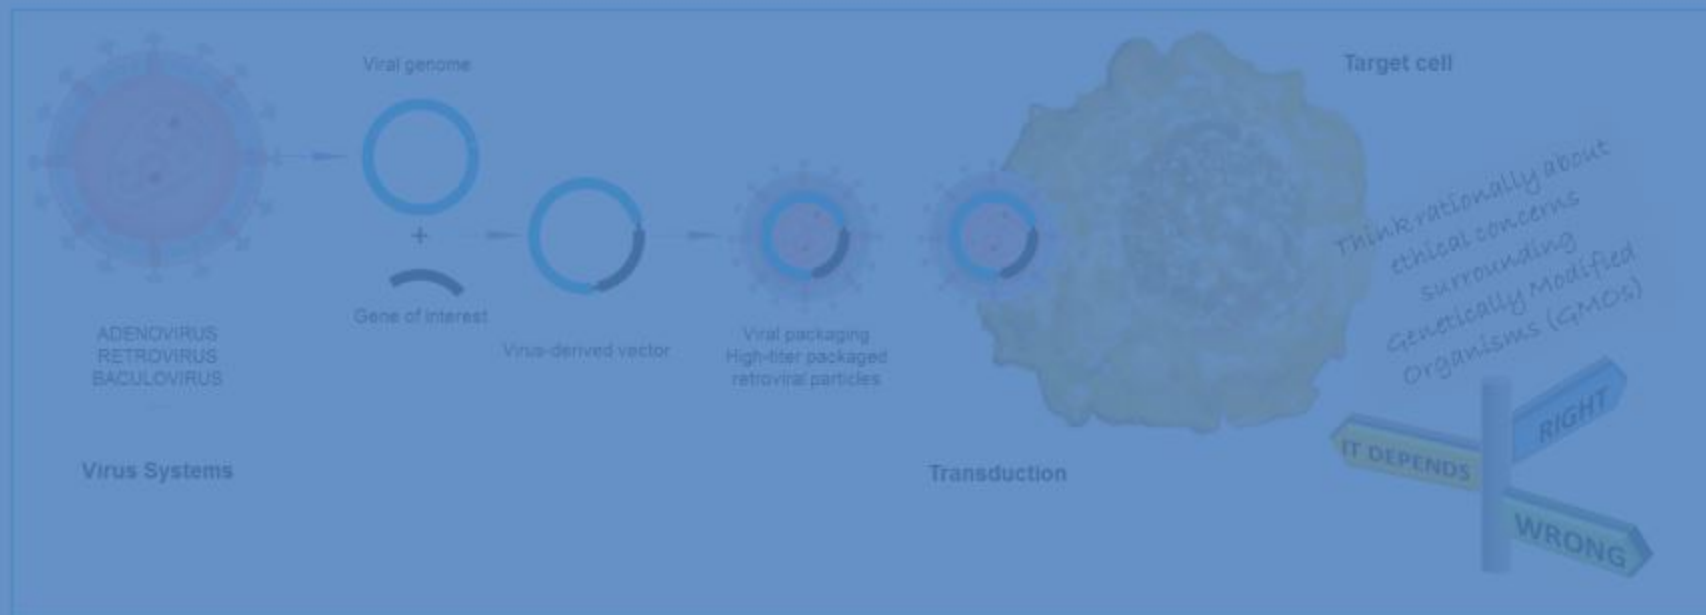 Viral genome
Target cell
Think rationally about
ethical concerns
surrounding
Genetically Modified
Organisms (GMOs)
+
Gene of interest
ADENOVIRUS
RETROVIRUS
BACULOVIRUS
Virus-derived vector
Viral packaging
High-titer packaged
retroviral particles
RIGHT
IT DEPENDS
WRONG
Virus Systems
Transduction